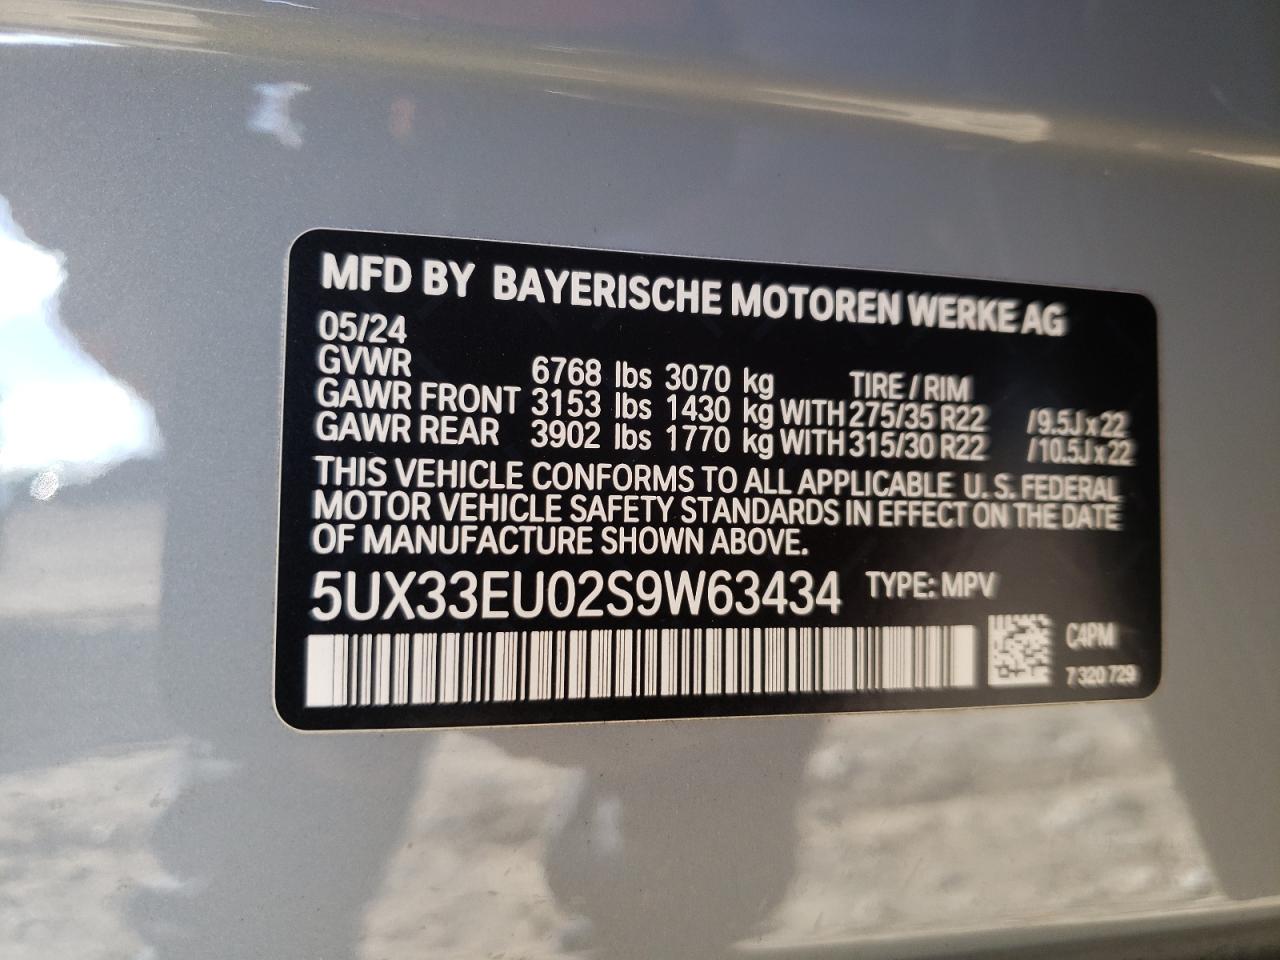 MFD BY BAYERISCHE MOTOREN WERKE AG
05/24
GVWR 6768 lbs 3070 kg TIRE / RIM
GAWR FRONT 3153 lbs 1430 kg WITH 275/35 R22 /9.5J x 22
GAWR REAR 3902 lbs 1770 kg WITH 315/30 R22 /10.5J x 22
THIS VEHICLE CONFORMS TO ALL APPLICABLE U. S. FEDERAL
MOTOR VEHICLE SAFETY STANDARDS IN EFFECT ON THE DATE
OF MANUFACTURE SHOWN ABOVE.
5UX33EU02S9W63434 TYPE: MPV
C4PM
7 320 729